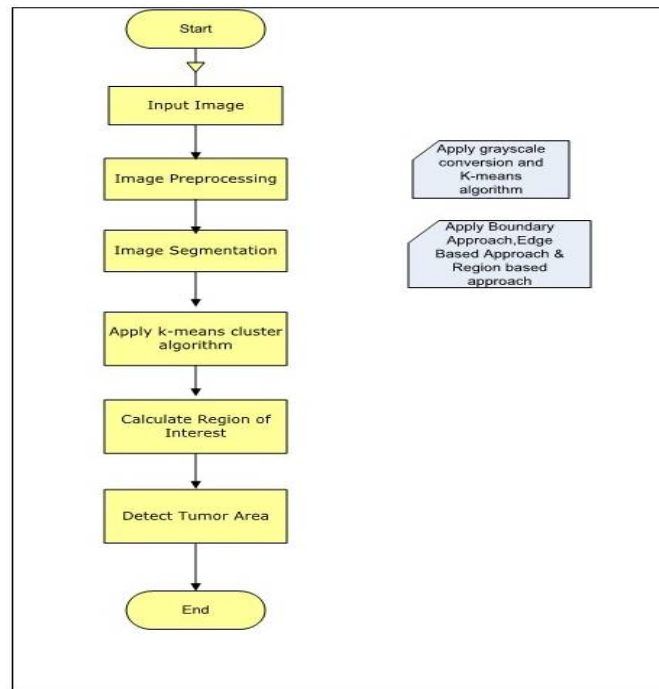 Start
Input Image
Image Preprocessing
Apply grayscale
conversion and
K-means
algorithm
Image Segmentation
Apply Boundary
Approach,Edge
Based Approach &
Region based
approach
Apply k-means cluster
algorithm
Calculate Region of
Interest
Detect Tumor Area
End